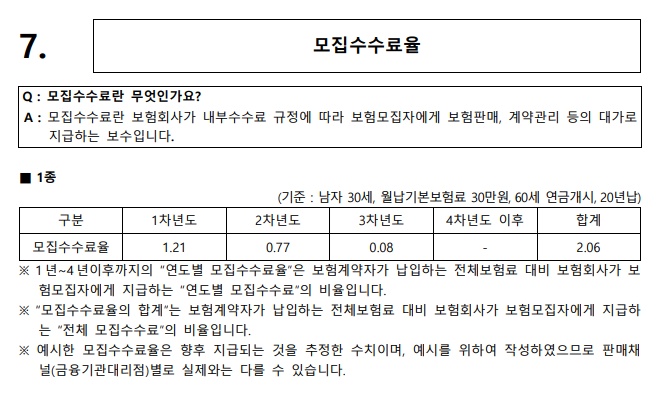 7. 모집수수료율
Q : 모집수수료란 무엇인가요?
A : 모집수수료란 보험회사가 내부수수료 규정에 따라 보험모집자에게 보험판매, 계약관리 등의 대가로
지급하는 보수입니다.
■ 1종
(기준 : 남자 30세, 월납기본보험료 30만원, 60세 연금개시, 20년납)
구분 1차년도 2차년도 3차년도 4차년도 이후 합계
모집수수료율 1.21 0.77 0.08 - 2.06
※ 1년~4년이후까지의 “연도별 모집수수료율”은 보험계약자가 납입하는 전체보험료 대비 보험회사가 보
험모집자에게 지급하는 “연도별 모집수수료”의 비율입니다.
※ “모집수수료율의 합계”는 보험계약자가 납입하는 전체보험료 대비 보험회사가 보험모집자에게 지급하
는 “전체 모집수수료”의 비율입니다.
※ 예시한 모집수수료율은 향후 지급되는 것을 추정한 수치이며, 예시를 위하여 작성하였으므로 판매채
널(금융기관대리점)별로 실제와는 다를 수 있습니다.